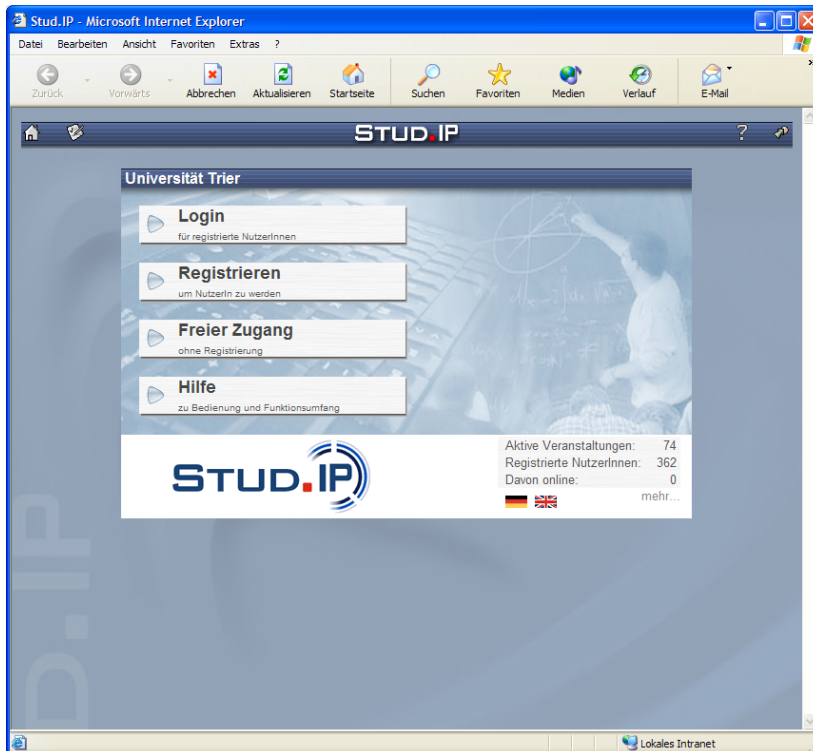 Stud.IP - Microsoft Internet Explorer
Datei Bearbeiten Ansicht Favoriten Extras ?
Zurück Vorwärts Abbrechen Aktualisieren Startseite Suchen Favoriten Medien Verlauf E-Mail
STUD.IP ?
Universität Trier
Login
für registrierte NutzerInnen
Registrieren
um NutzerIn zu werden
Freier Zugang
ohne Registrierung
Hilfe
zu Bedienung und Funktionsumfang
STUD.IP
Aktive Veranstaltungen: 74
Registrierte NutzerInnen: 362
Davon online: 0
mehr...
D.IP
Lokales Intranet